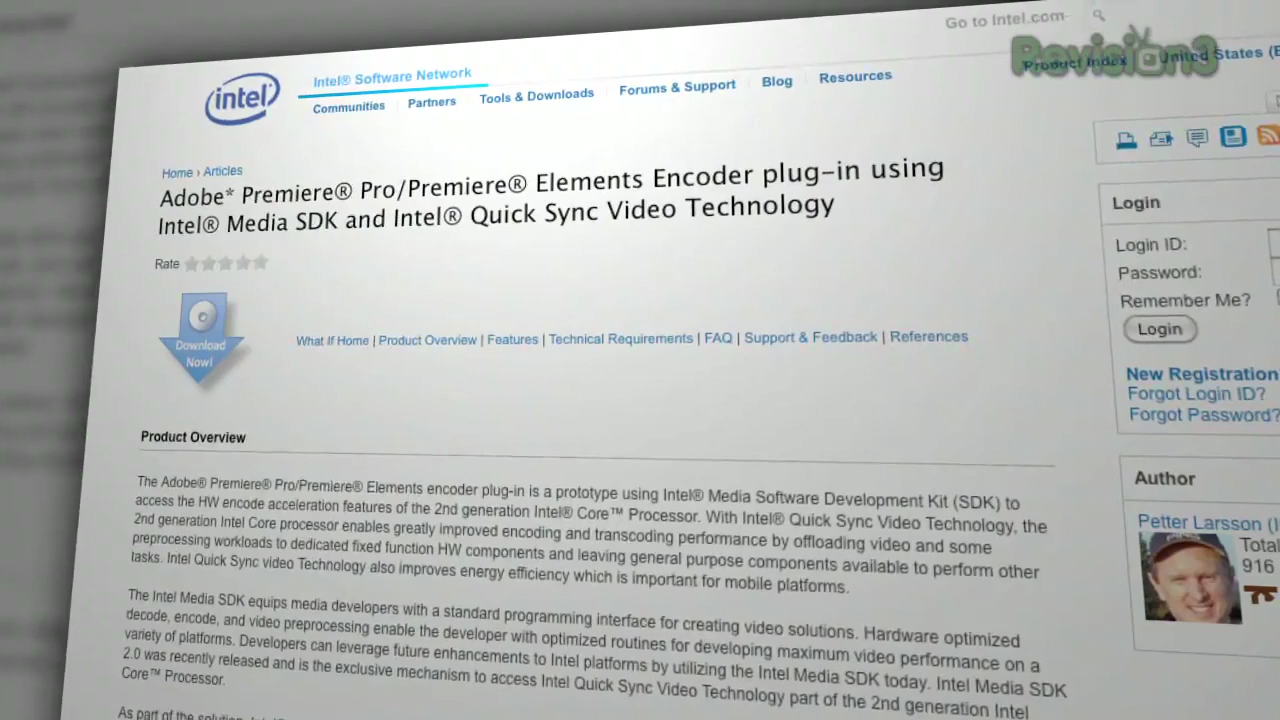 Go to Intel.com
Revision3
Product Index United States
intel
Intel® Software Network
Communities Partners Tools & Downloads Forums & Support Blog Resources
Home › Articles
Adobe* Premiere® Pro/Premiere® Elements Encoder plug-in using
Intel® Media SDK and Intel® Quick Sync Video Technology
Rate
Download
Now!
What If Home | Product Overview | Features | Technical Requirements | FAQ | Support & Feedback | References
Product Overview
The Adobe® Premiere® Pro/Premiere® Elements encoder plug-in is a prototype using Intel® Media Software Development Kit (SDK) to
access the HW encode acceleration features of the 2nd generation Intel® Core™ Processor. With Intel® Quick Sync Video Technology, the
2nd generation Intel Core processor enables greatly improved encoding and transcoding performance by offloading video and some
preprocessing workloads to dedicated fixed function HW components and leaving general purpose components available to perform other
tasks. Intel Quick Sync video Technology also improves energy efficiency which is important for mobile platforms.
The Intel Media SDK equips media developers with a standard programming interface for creating video solutions. Hardware optimized
decode, encode, and video preprocessing enable the developer with optimized routines for developing maximum video performance on a
variety of platforms. Developers can leverage future enhancements to Intel platforms by utilizing the Intel Media SDK today. Intel Media SDK
2.0 was recently released and is the exclusive mechanism to access Intel Quick Sync Video Technology part of the 2nd generation Intel
Core™ Processor.
As part of the solution,
Login
Login ID:
Password:
Remember Me?
Login
New Registration
Forgot Login ID?
Forgot Password?
Author
Petter Larsson
Total
916